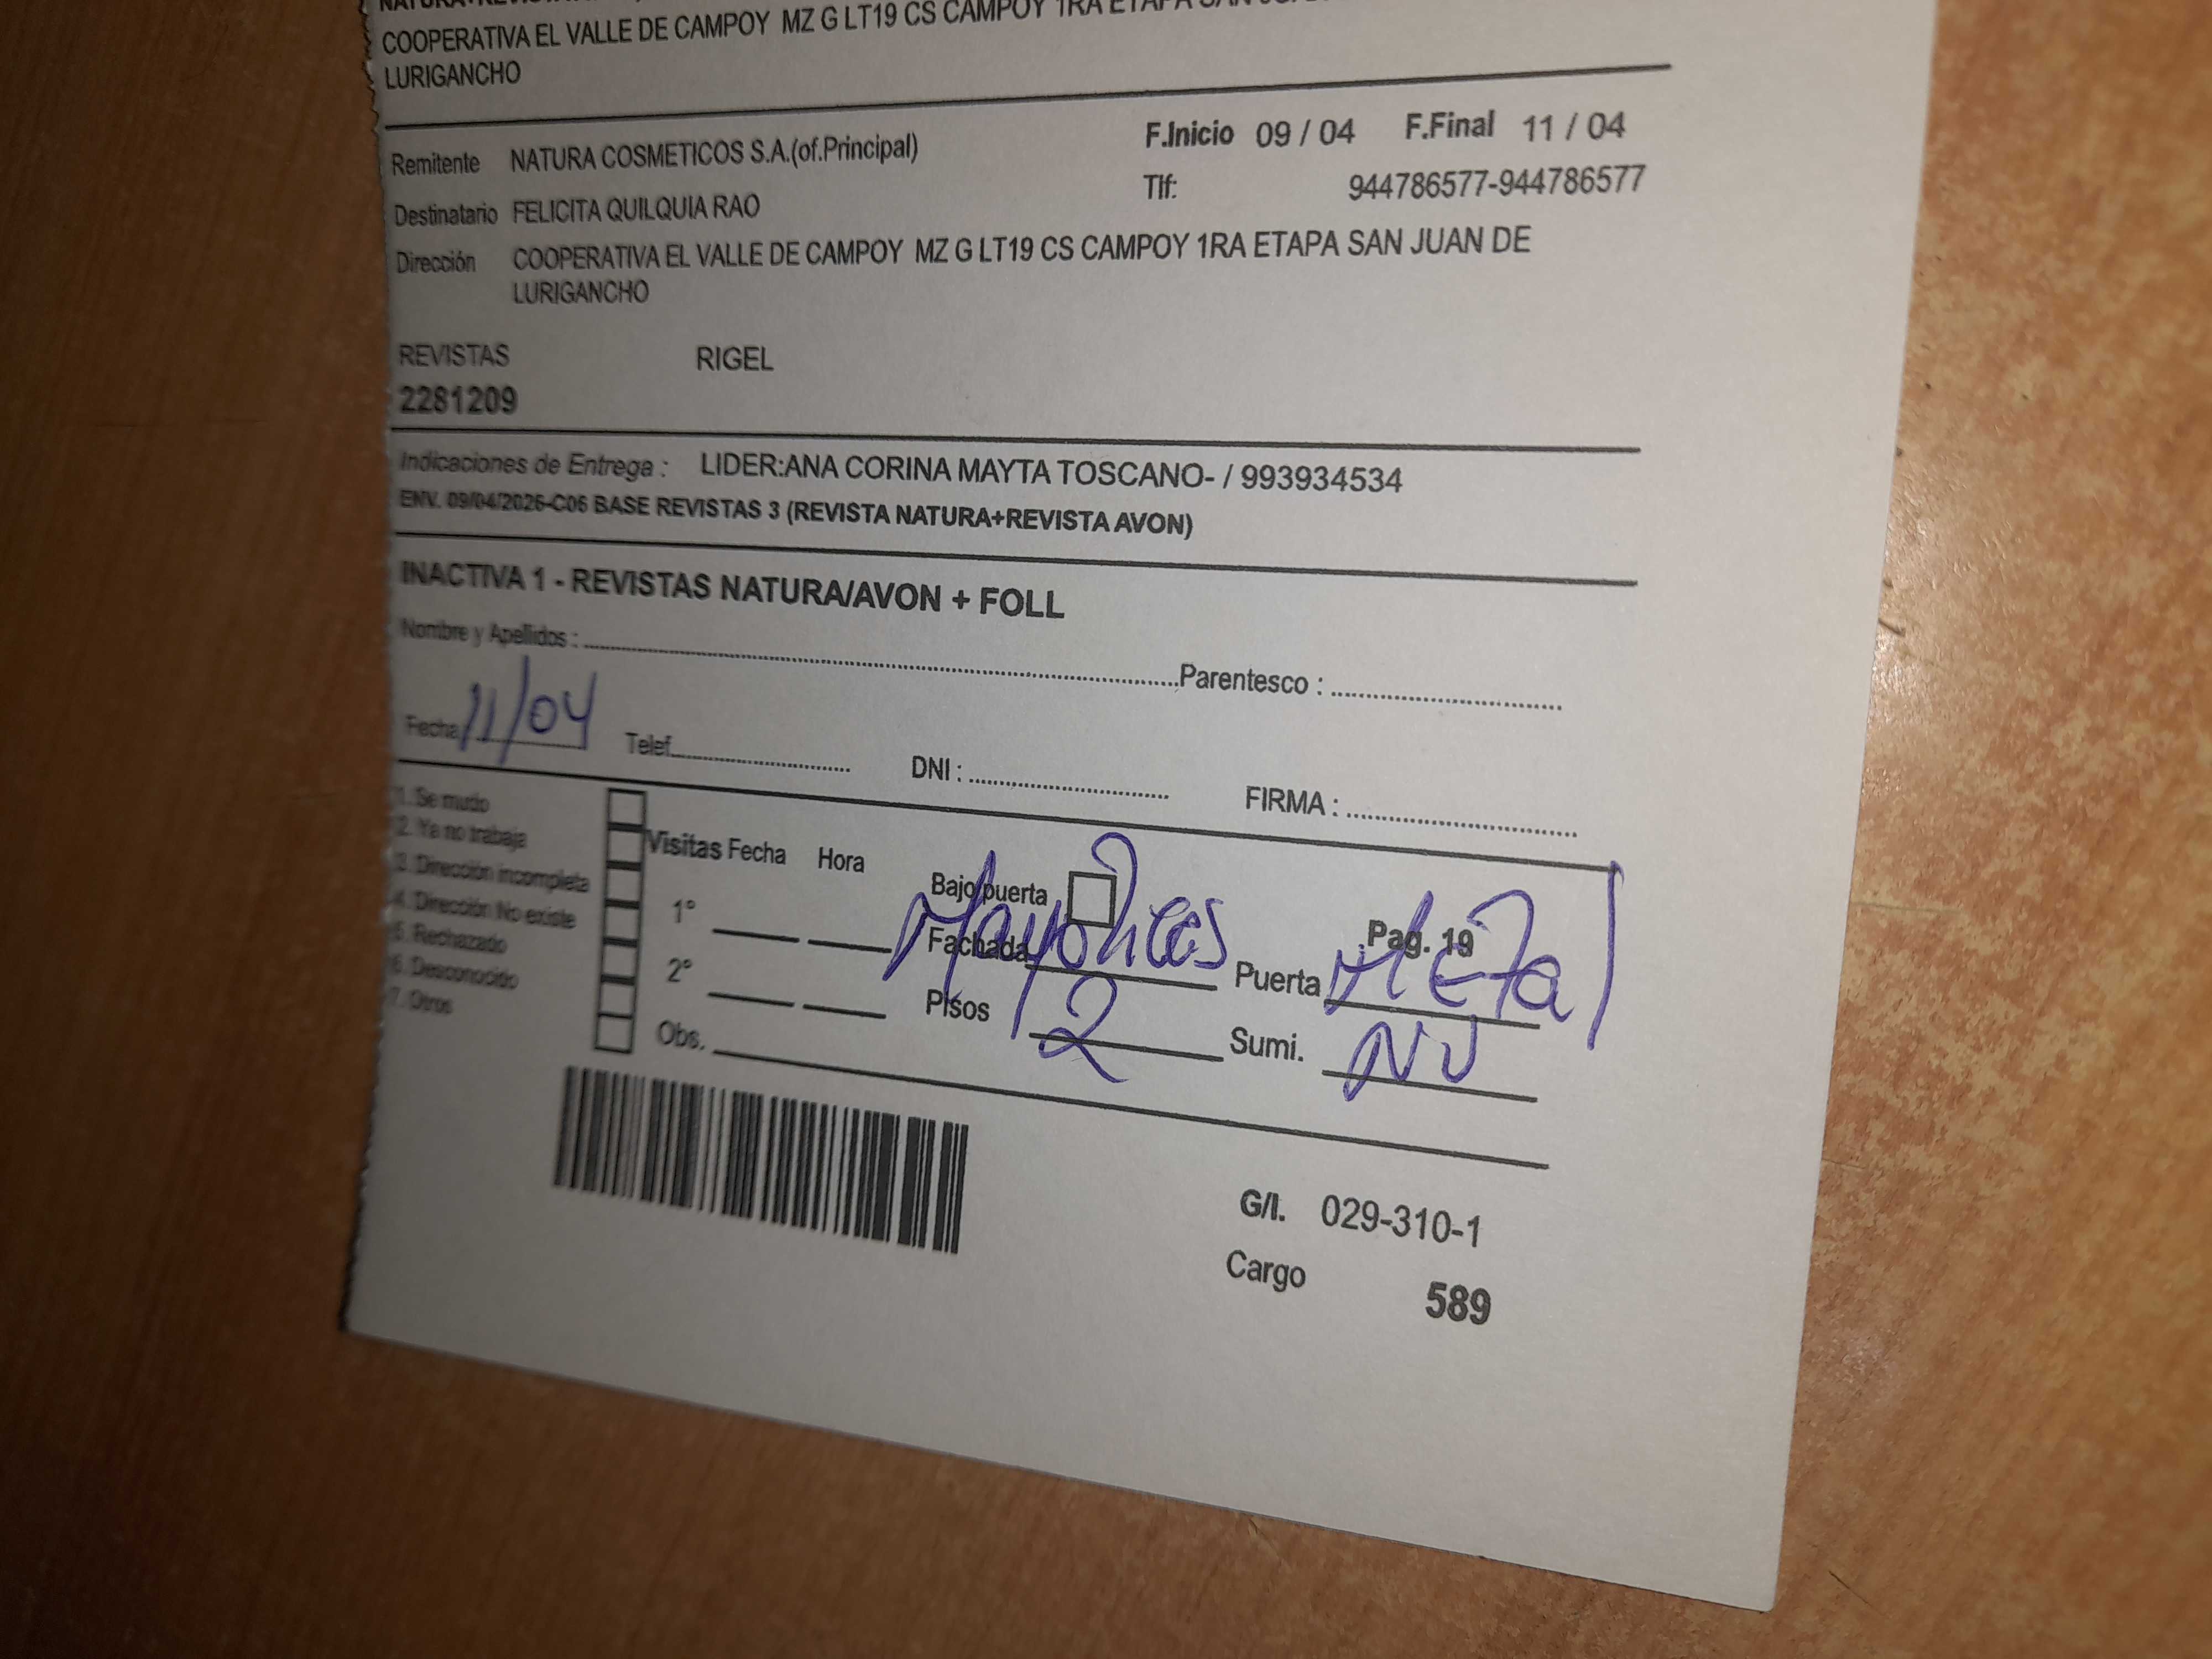 COOPERATIVA EL VALLE DE CAMPOY MZ G LT19 CS CAMPOY 1RA ETAPA
LURIGANCHO
Remitente NATURA COSMETICOS S.A.(of.Principal) F.Inicio 09 / 04 F.Final 11 / 04
Destinatario FELICITA QUILQUIA RAO Tlf: 944786577-944786577
Dirección COOPERATIVA EL VALLE DE CAMPOY MZ G LT19 CS CAMPOY 1RA ETAPA SAN JUAN DE
LURIGANCHO
REVISTAS RIGEL
2281209
Indicaciones de Entrega : LIDER:ANA CORINA MAYTA TOSCANO- / 993934534
ENV. 09/04/2026-C06 BASE REVISTAS 3 (REVISTA NATURA+REVISTA AVON)
INACTIVA 1 - REVISTAS NATURA/AVON + FOLL
Nombre y Apellidos : Parentesco :
Fecha 11/04 Telef. DNI : FIRMA :
1. Se mudo
2. Ya no trabaja
3. Dirección incompleta
4. Dirección No existe
5. Rechazado
6. Desconocido
7. Otros
Visitas Fecha Hora
1°
2°
Obs.
Bajo puerta Pag. 19
Fachada Puerta Metal
Pisos 2 Sumi.
G/I. 029-310-1
Cargo 589